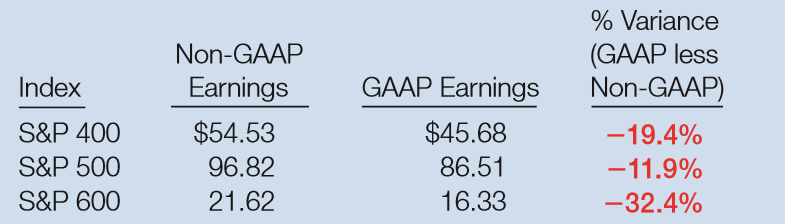 % Variance
Non-GAAP (GAAP less
Index Earnings GAAP Earnings Non-GAAP)
S&P 400 $54.53 $45.68 −19.4%
S&P 500 96.82 86.51 −11.9%
S&P 600 21.62 16.33 −32.4%